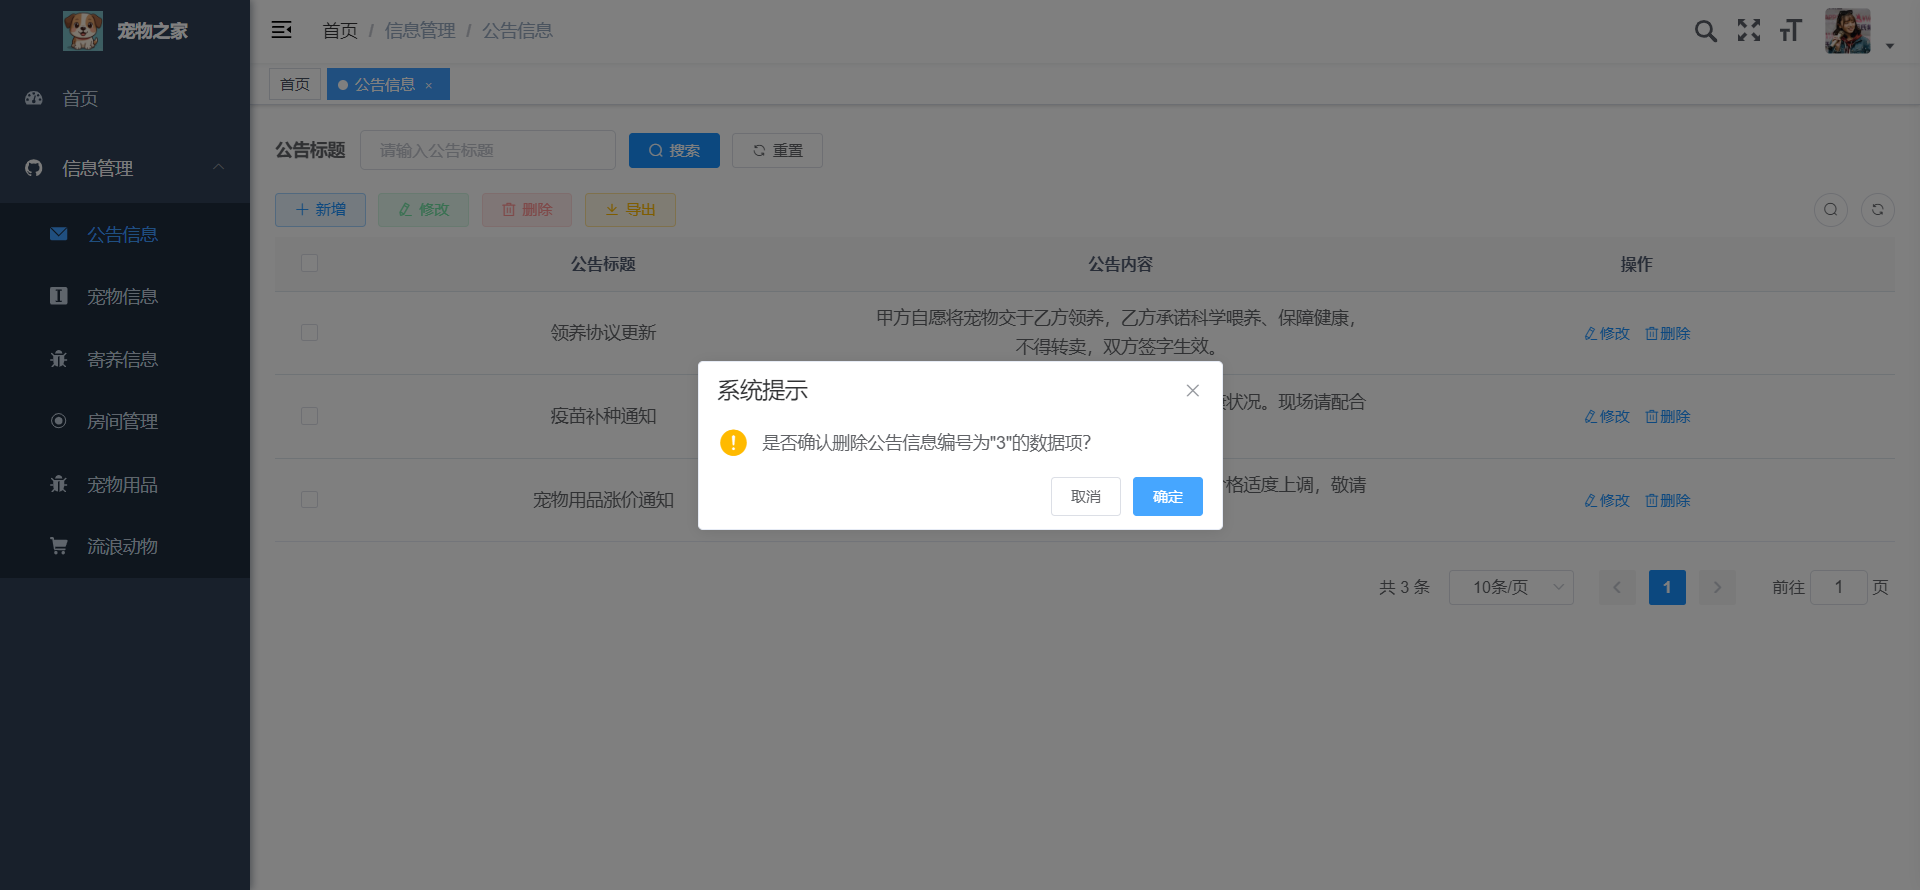 宠物之家
首页
信息管理
公告信息
宠物信息
寄养信息
房间管理
宠物用品
流浪动物
首页 / 信息管理 / 公告信息
首页
公告信息 ×
公告标题 请输入公告标题 搜索 重置
新增 修改 删除 导出
公告标题 公告内容 操作
领养协议更新
甲方自愿将宠物交于乙方领养，乙方承诺科学喂养、保障健康，
不得转卖，双方签字生效。
修改 删除
疫苗补种通知
状况。现场请配合
修改 删除
宠物用品涨价通知
格适度上调，敬请
修改 删除
系统提示
是否确认删除公告信息编号为"3"的数据项？
取消 确定
共 3 条 10条/页 1 前往 1 页